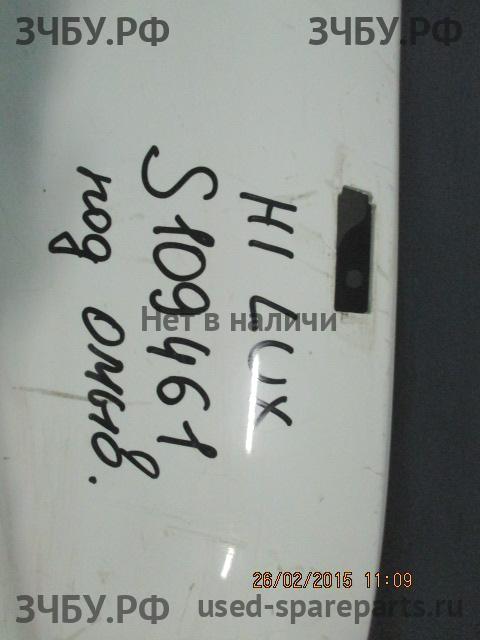 ЗЧБУ.РФ
ЗЧБУ.РФ
HI LUX
S109461
под омыв.
Нет в наличи
26/02/2015 11:09
ЗЧБУ.РФ
used-spareparts.ru